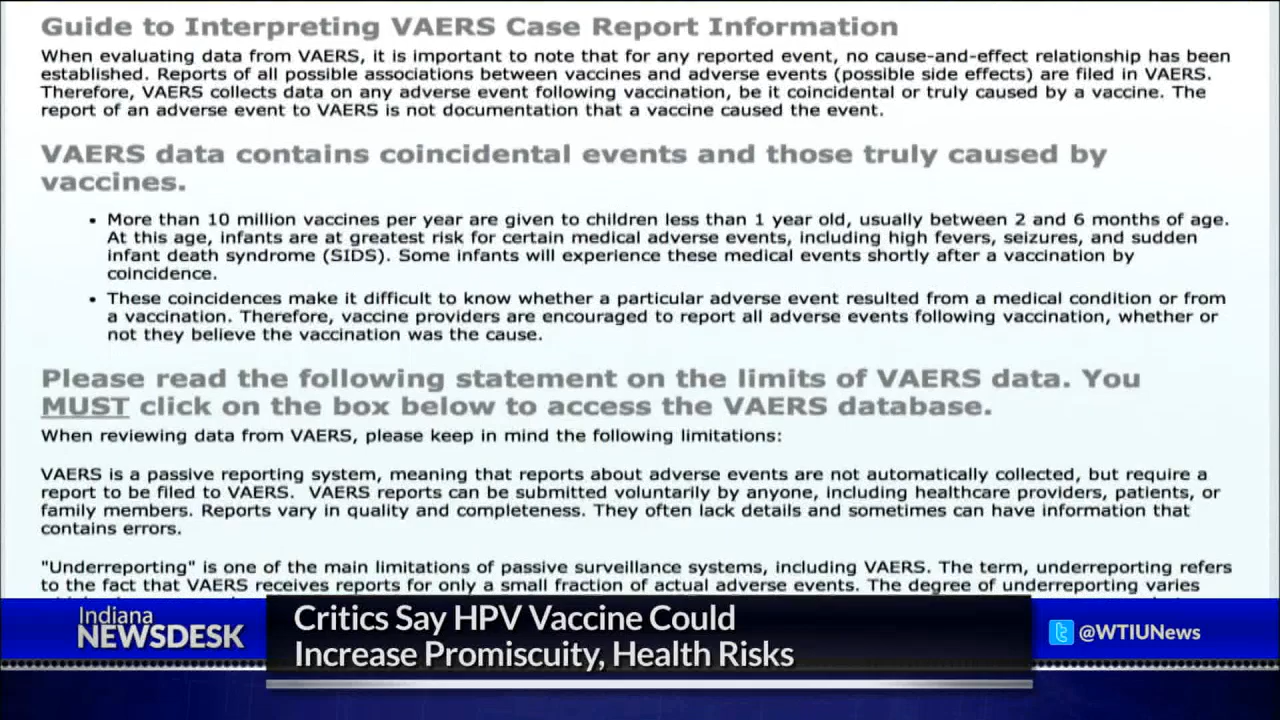 Guide to Interpreting VAERS Case Report Information
When evaluating data from VAERS, it is important to note that for any reported event, no cause-and-effect relationship has been
established. Reports of all possible associations between vaccines and adverse events (possible side effects) are filed in VAERS.
Therefore, VAERS collects data on any adverse event following vaccination, be it coincidental or truly caused by a vaccine. The
report of an adverse event to VAERS is not documentation that a vaccine caused the event.
VAERS data contains coincidental events and those truly caused by
vaccines.
• More than 10 million vaccines per year are given to children less than 1 year old, usually between 2 and 6 months of age.
At this age, infants are at greatest risk for certain medical adverse events, including high fevers, seizures, and sudden
infant death syndrome (SIDS). Some infants will experience these medical events shortly after a vaccination by
coincidence.
• These coincidences make it difficult to know whether a particular adverse event resulted from a medical condition or from
a vaccination. Therefore, vaccine providers are encouraged to report all adverse events following vaccination, whether or
not they believe the vaccination was the cause.
Please read the following statement on the limits of VAERS data. You
MUST click on the box below to access the VAERS database.
When reviewing data from VAERS, please keep in mind the following limitations:
VAERS is a passive reporting system, meaning that reports about adverse events are not automatically collected, but require a
report to be filed to VAERS. VAERS reports can be submitted voluntarily by anyone, including healthcare providers, patients, or
family members. Reports vary in quality and completeness. They often lack details and sometimes can have information that
contains errors.
"Underreporting" is one of the main limitations of passive surveillance systems, including VAERS. The term, underreporting refers
to the fact that VAERS receives reports for only a small fraction of actual adverse events. The degree of underreporting varies
Indiana
NEWSDESK
Critics Say HPV Vaccine Could
Increase Promiscuity, Health Risks
@WTIUNews